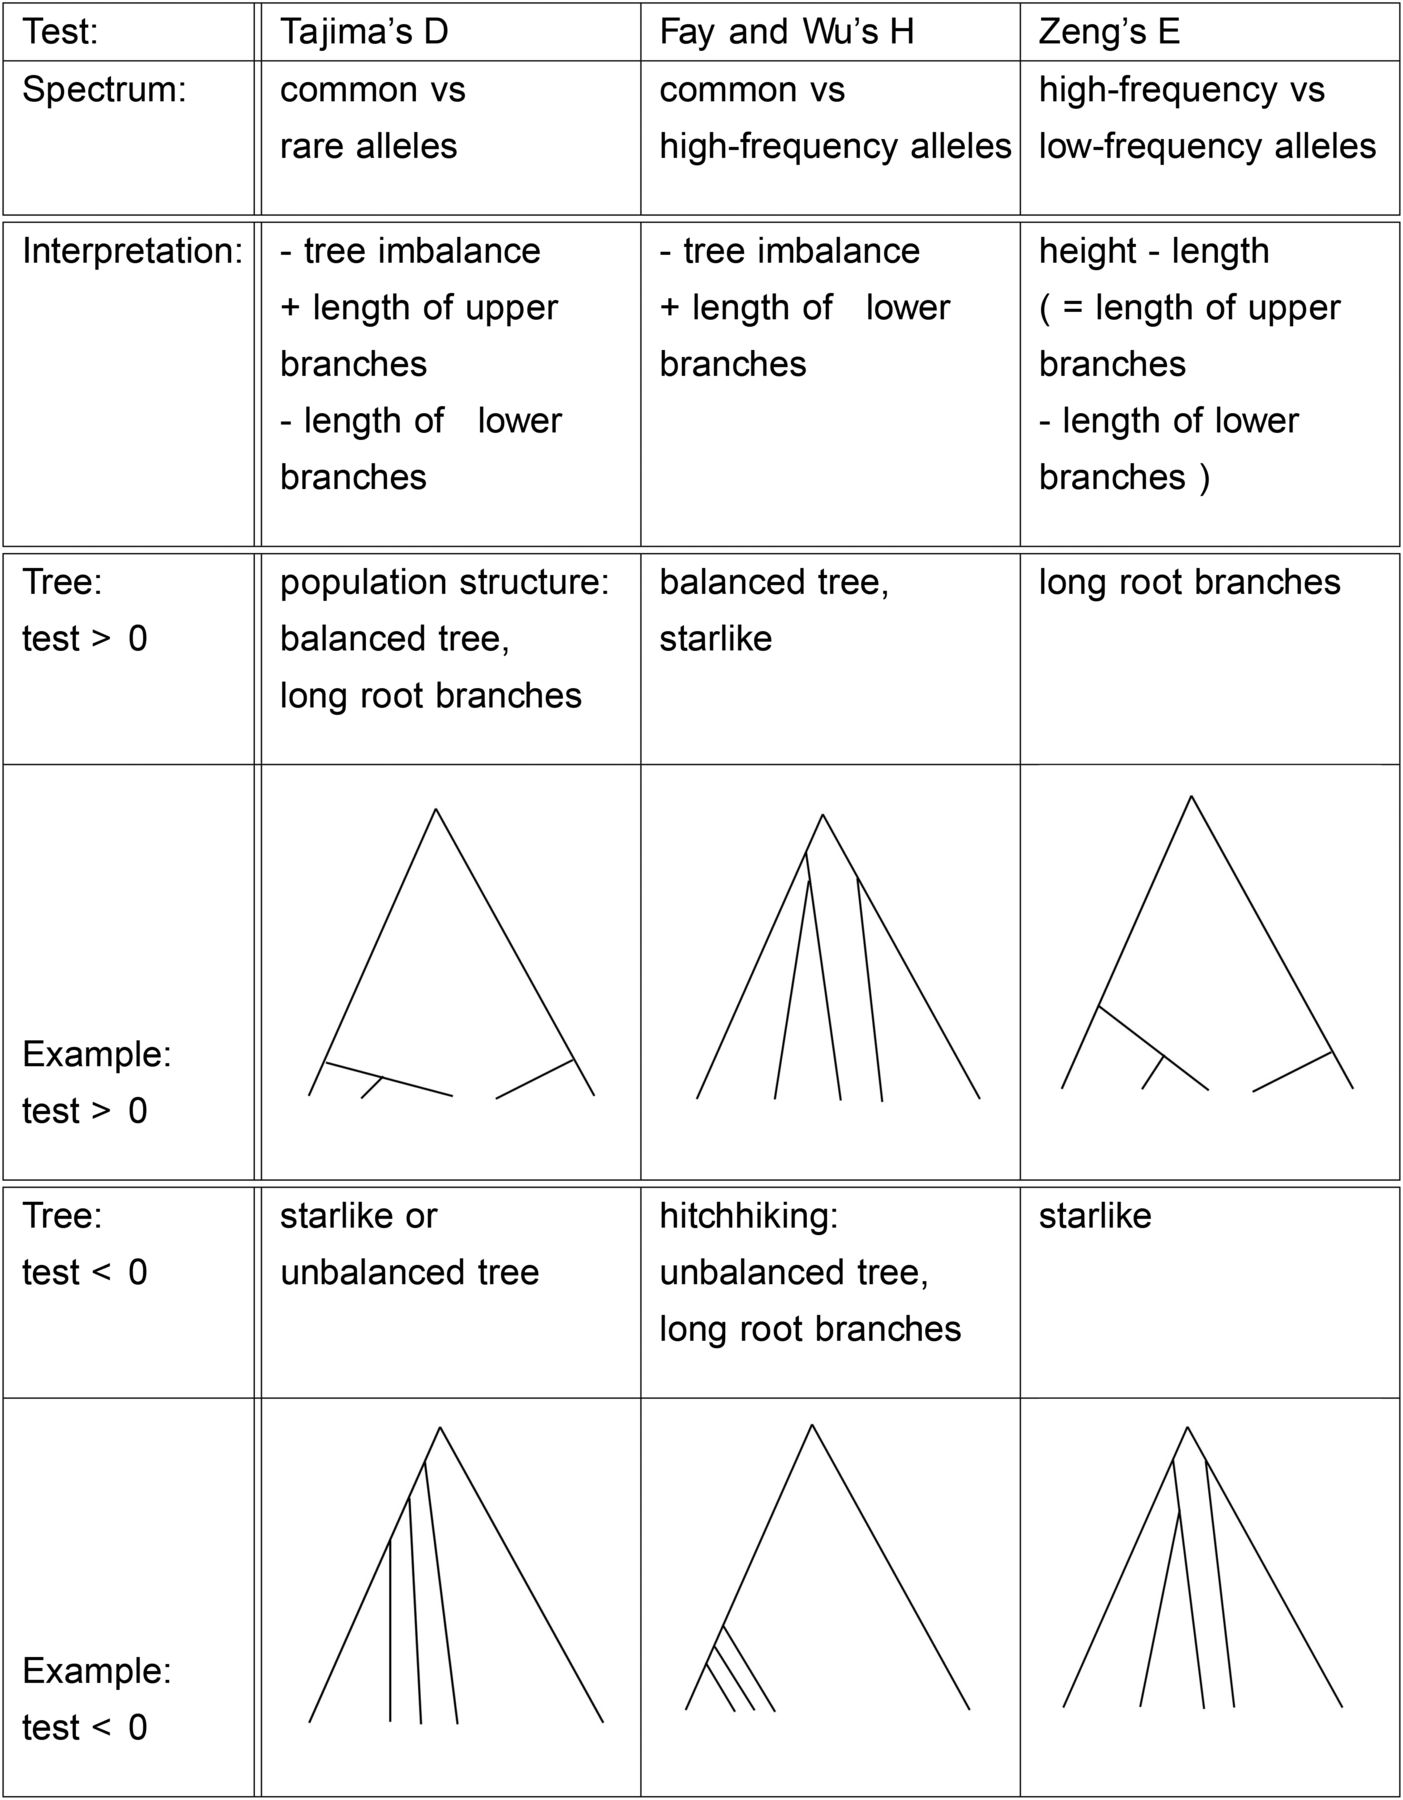 Test:
Tajima's D
Fay and Wu's H
Zeng's E
Spectrum:
common vs
rare alleles
common vs
high-frequency alleles
high-frequency vs
low-frequency alleles
Interpretation:
- tree imbalance
+ length of upper
branches
- length of lower
branches
- tree imbalance
+ length of lower
branches
height - length
( = length of upper
branches
- length of lower
branches )
Tree:
test > 0
population structure:
balanced tree,
long root branches
balanced tree,
starlike
long root branches
Example:
test > 0
Tree:
test < 0
starlike or
unbalanced tree
hitchhiking:
unbalanced tree,
long root branches
starlike
Example:
test < 0